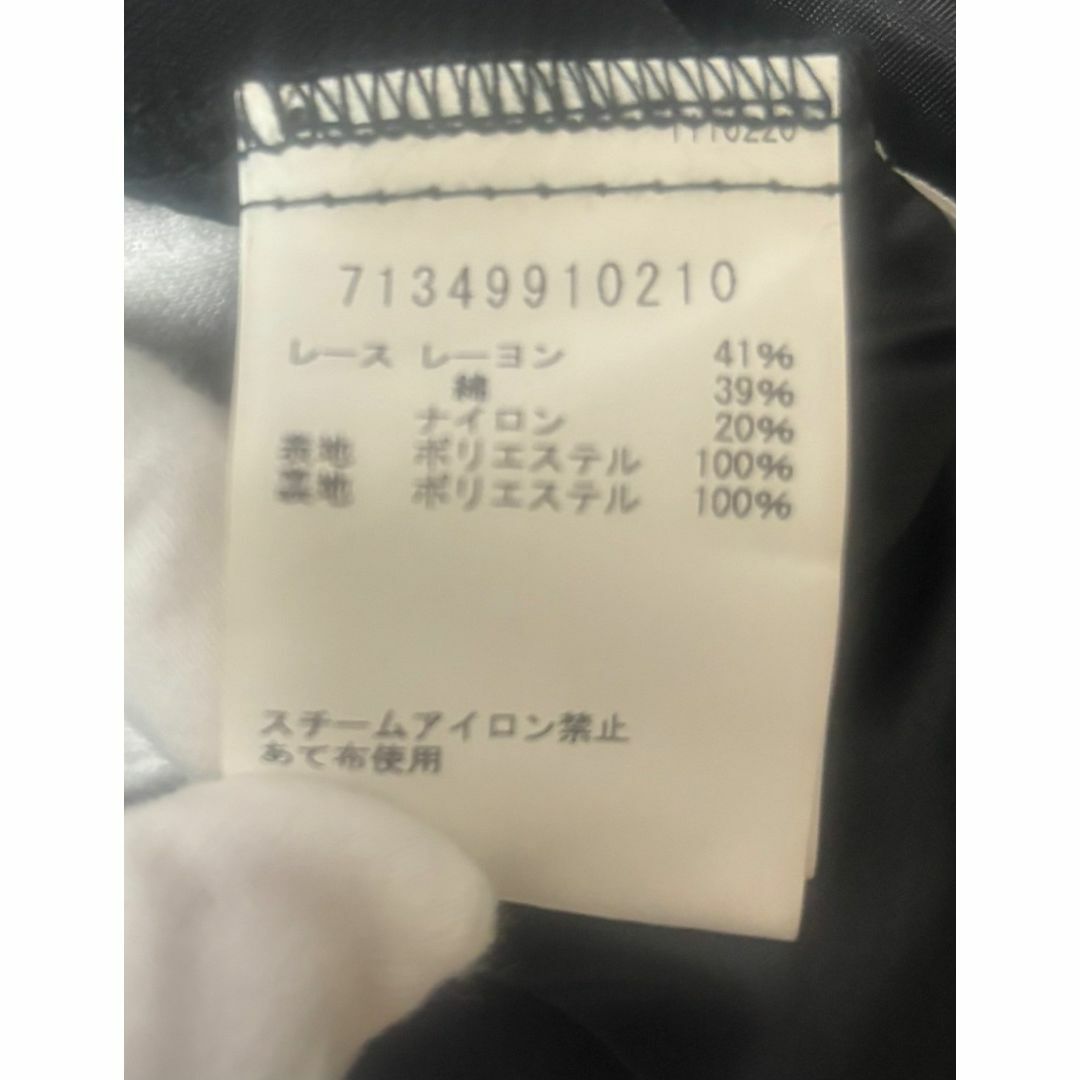 71349910210
レース レーヨン 41%
綿 39%
ナイロン 20%
表地 ポリエステル 100%
裏地 ポリエステル 100%
スチームアイロン禁止
あて布使用